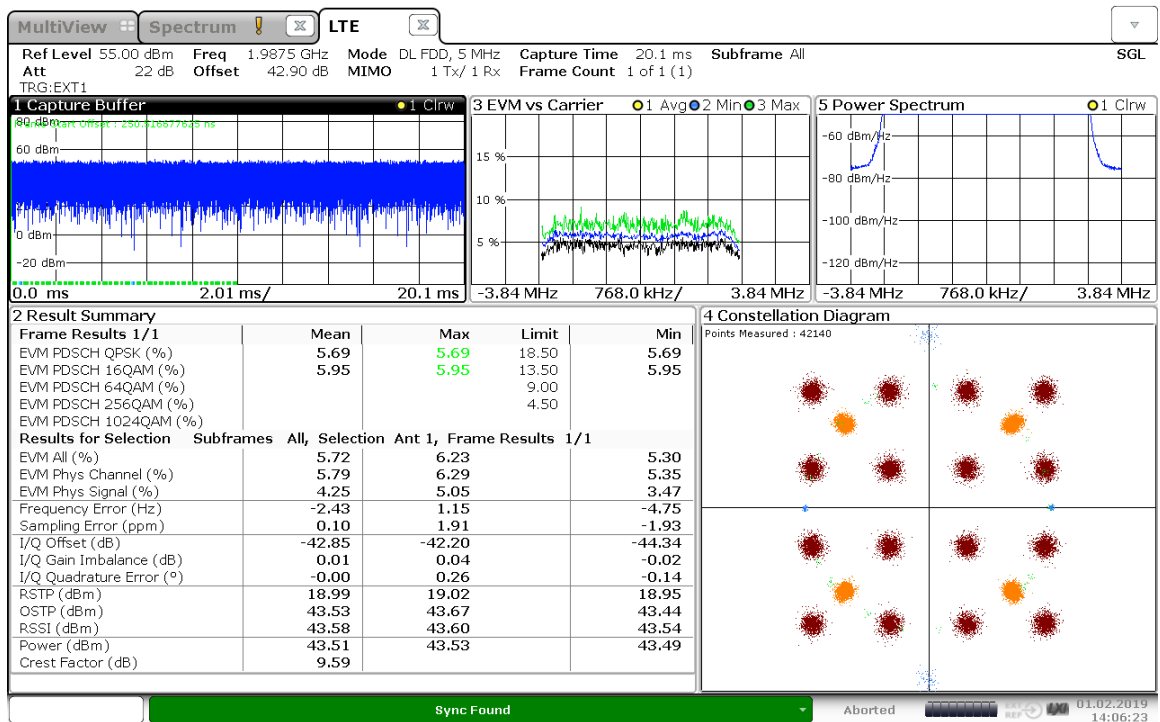 MultiView Spectrum LTE
Ref Level 55.00 dBm Freq 1.9875 GHz Mode DL FDD, 5 MHz Capture Time 20.1 ms Subframe All SGL
Att 22 dB Offset 42.90 dB MIMO 1 Tx/ 1 Rx Frame Count 1 of 1 (1)
TRG:EXT1
1 Capture Buffer 1 Clrw
80 dBm
Frame Start Offset : 250.516677625 ns
60 dBm
0 dBm
-20 dBm
0.0 ms 2.01 ms/ 20.1 ms
3 EVM vs Carrier 1 Avg 2 Min 3 Max
15 %
10 %
5 %
-3.84 MHz 768.0 kHz/ 3.84 MHz
5 Power Spectrum 1 Clrw
-60 dBm/Hz
-80 dBm/Hz
-100 dBm/Hz
-120 dBm/Hz
-3.84 MHz 768.0 kHz/ 3.84 MHz
2 Result Summary
Frame Results 1/1 Mean Max Limit Min
EVM PDSCH QPSK (%) 5.69 5.69 18.50 5.69
EVM PDSCH 16QAM (%) 5.95 5.95 13.50 5.95
EVM PDSCH 64QAM (%) 9.00
EVM PDSCH 256QAM (%) 4.50
EVM PDSCH 1024QAM (%)
Results for Selection Subframes All, Selection Ant 1, Frame Results 1/1
EVM All (%) 5.72 6.23 5.30
EVM Phys Channel (%) 5.79 6.29 5.35
EVM Phys Signal (%) 4.25 5.05 3.47
Frequency Error (Hz) -2.43 1.15 -4.75
Sampling Error (ppm) 0.10 1.91 -1.93
I/Q Offset (dB) -42.85 -42.20 -44.34
I/Q Gain Imbalance (dB) 0.01 0.04 -0.02
I/Q Quadrature Error (°) -0.00 0.26 -0.14
RSTP (dBm) 18.99 19.02 18.95
OSTP (dBm) 43.53 43.67 43.44
RSSI (dBm) 43.58 43.60 43.54
Power (dBm) 43.51 43.53 43.49
Crest Factor (dB) 9.59
4 Constellation Diagram
Points Measured : 42140
Sync Found
Aborted
EXT
REF
LXI
01.02.2019
14:06:23